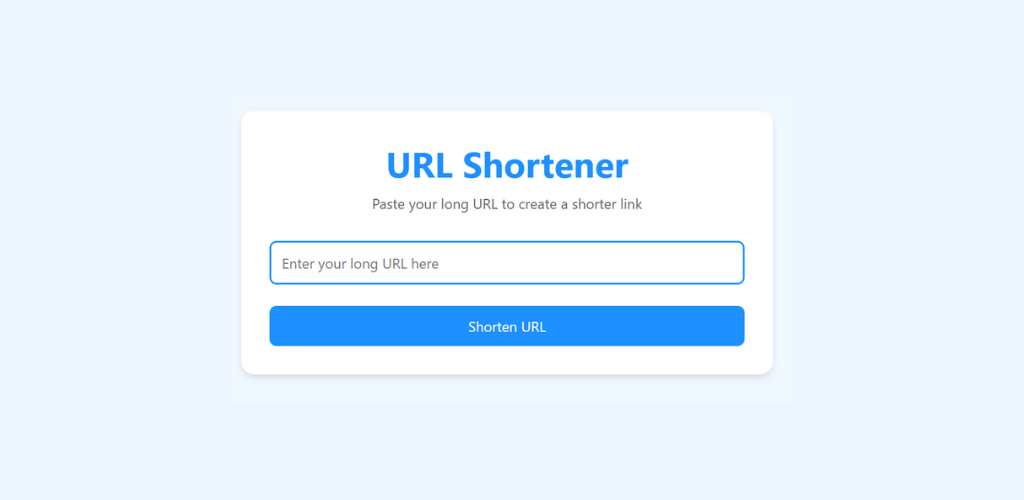 URL Shortener
Paste your long URL to create a shorter link
Enter your long URL here
Shorten URL